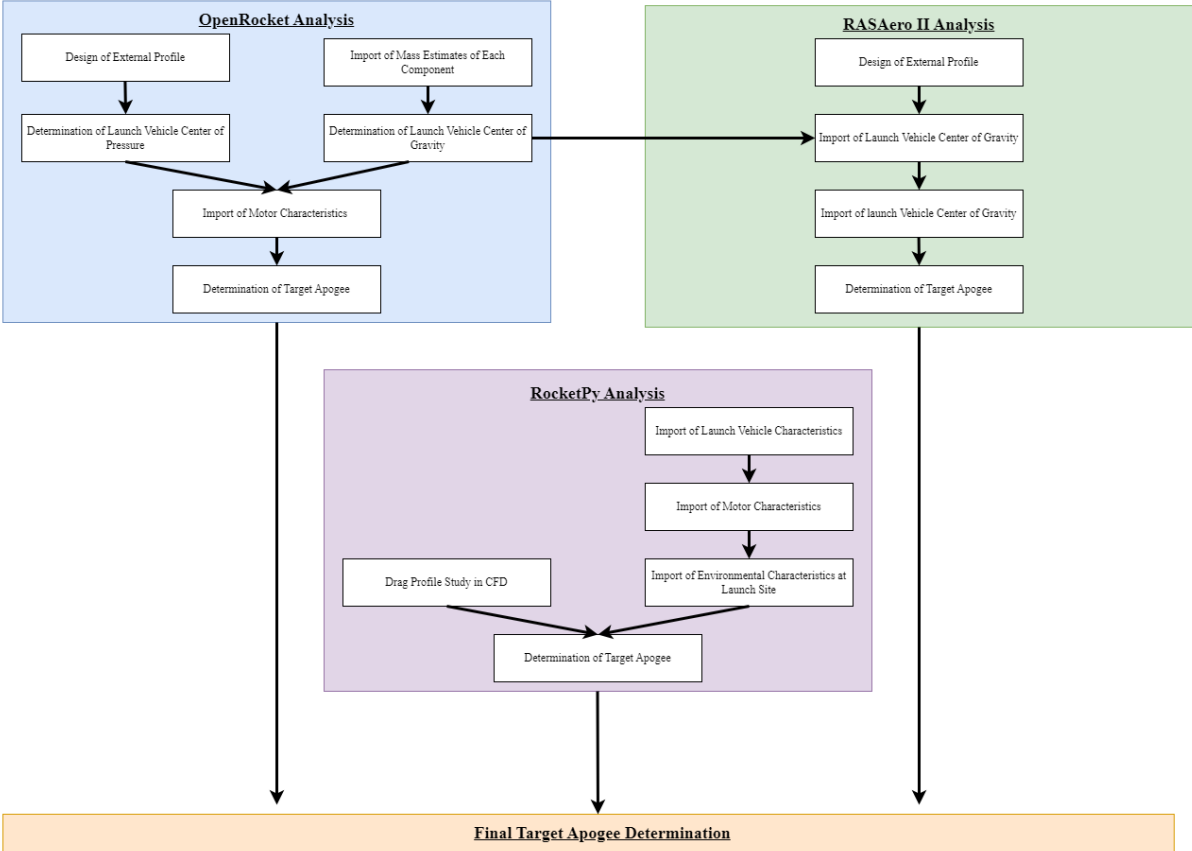 OpenRocket Analysis
Design of External Profile
Import of Mass Estimates of Each
Component
Determination of Launch Vehicle Center of
Pressure
Determination of Launch Vehicle Center of
Gravity
Import of Motor Characteristics
Determination of Target Apogee
RASAero II Analysis
Design of External Profile
Import of Launch Vehicle Center of Gravity
Import of launch Vehicle Center of Gravity
Determination of Target Apogee
RocketPy Analysis
Import of Launch Vehicle Characteristics
Import of Motor Characteristics
Drag Profile Study in CFD
Import of Environmental Characteristics at
Launch Site
Determination of Target Apogee
Final Target Apogee Determination